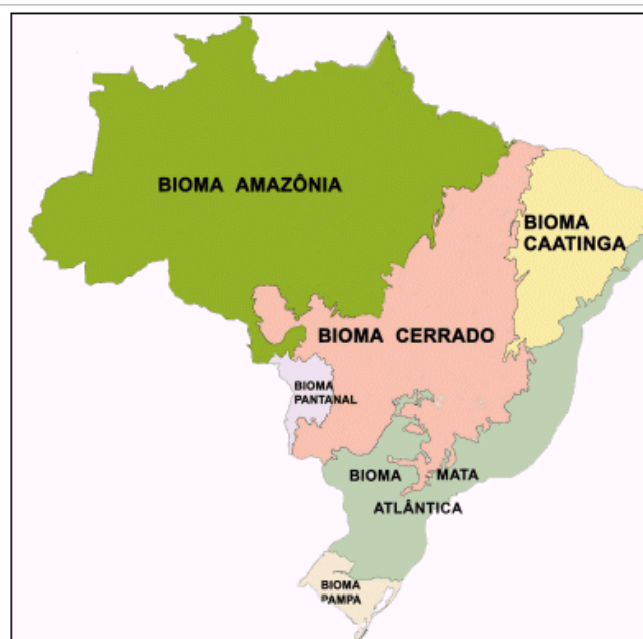 BIOMA AMAZÔNIA
BIOMA
CAATINGA
BIOMA CERRADO
BIOMA
PANTANAL
BIOMA MATA
ATLÂNTICA
BIOMA
PAMPA